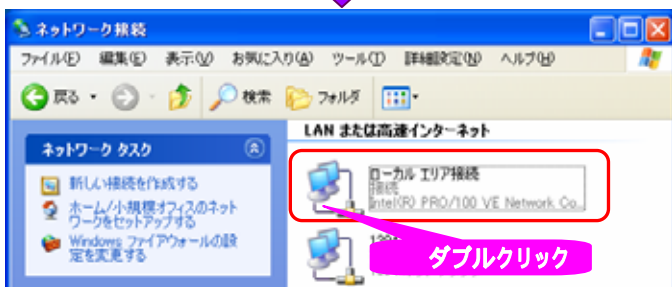 ネットワーク接続
ファイル(F) 編集(E) 表示(V) お気に入り(A) ツール(T) 詳細設定(N) ヘルプ(H)
戻る 検索 フォルダ
ネットワーク タスク
新しい接続を作成する
ホーム/小規模オフィスのネット
ワークをセットアップする
Windows ファイアウォールの設
定を変更する
LAN または高速インターネット
ローカル エリア接続
接続
Intel(R) PRO/100 VE Network Co...
ダブルクリック